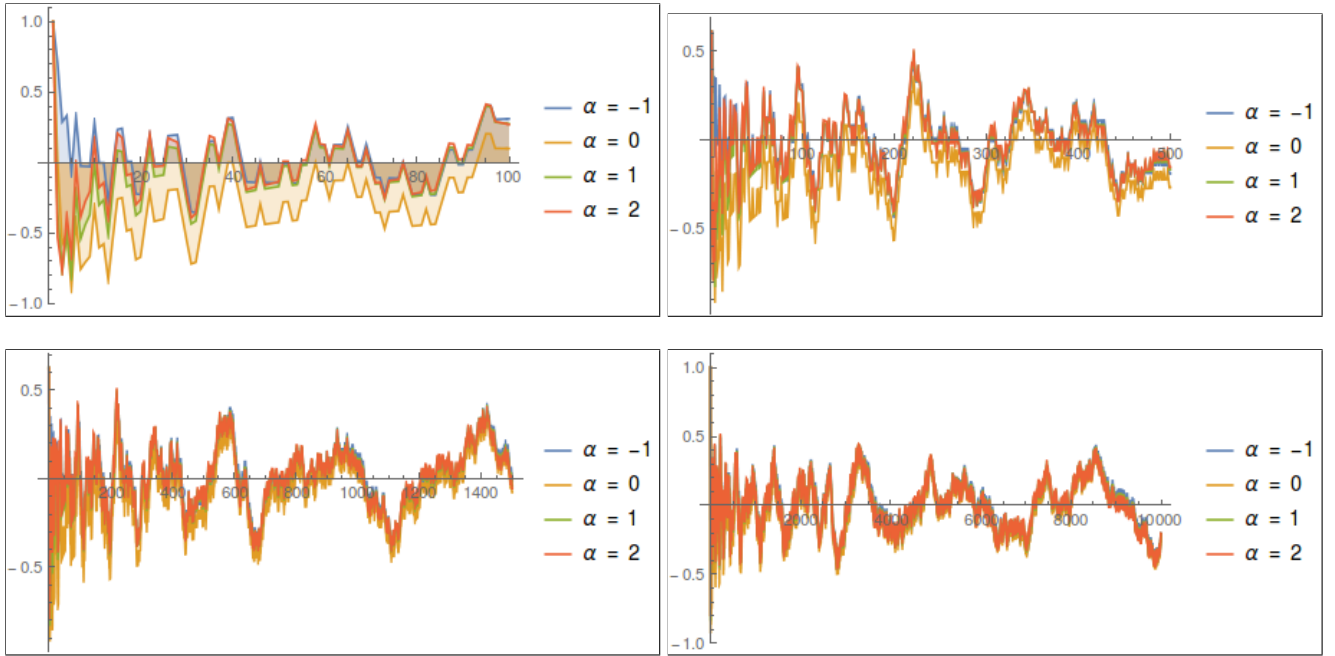 1.0
0.5
-0.5
-1.0
20
40
60
80
100
α = -1
α = 0
α = 1
α = 2
0.5
-0.5
100
200
300
400
500
α = -1
α = 0
α = 1
α = 2
0.5
-0.5
200
400
600
800
1000
1200
1400
α = -1
α = 0
α = 1
α = 2
1.0
0.5
-0.5
-1.0
2000
4000
6000
8000
10000
α = -1
α = 0
α = 1
α = 2